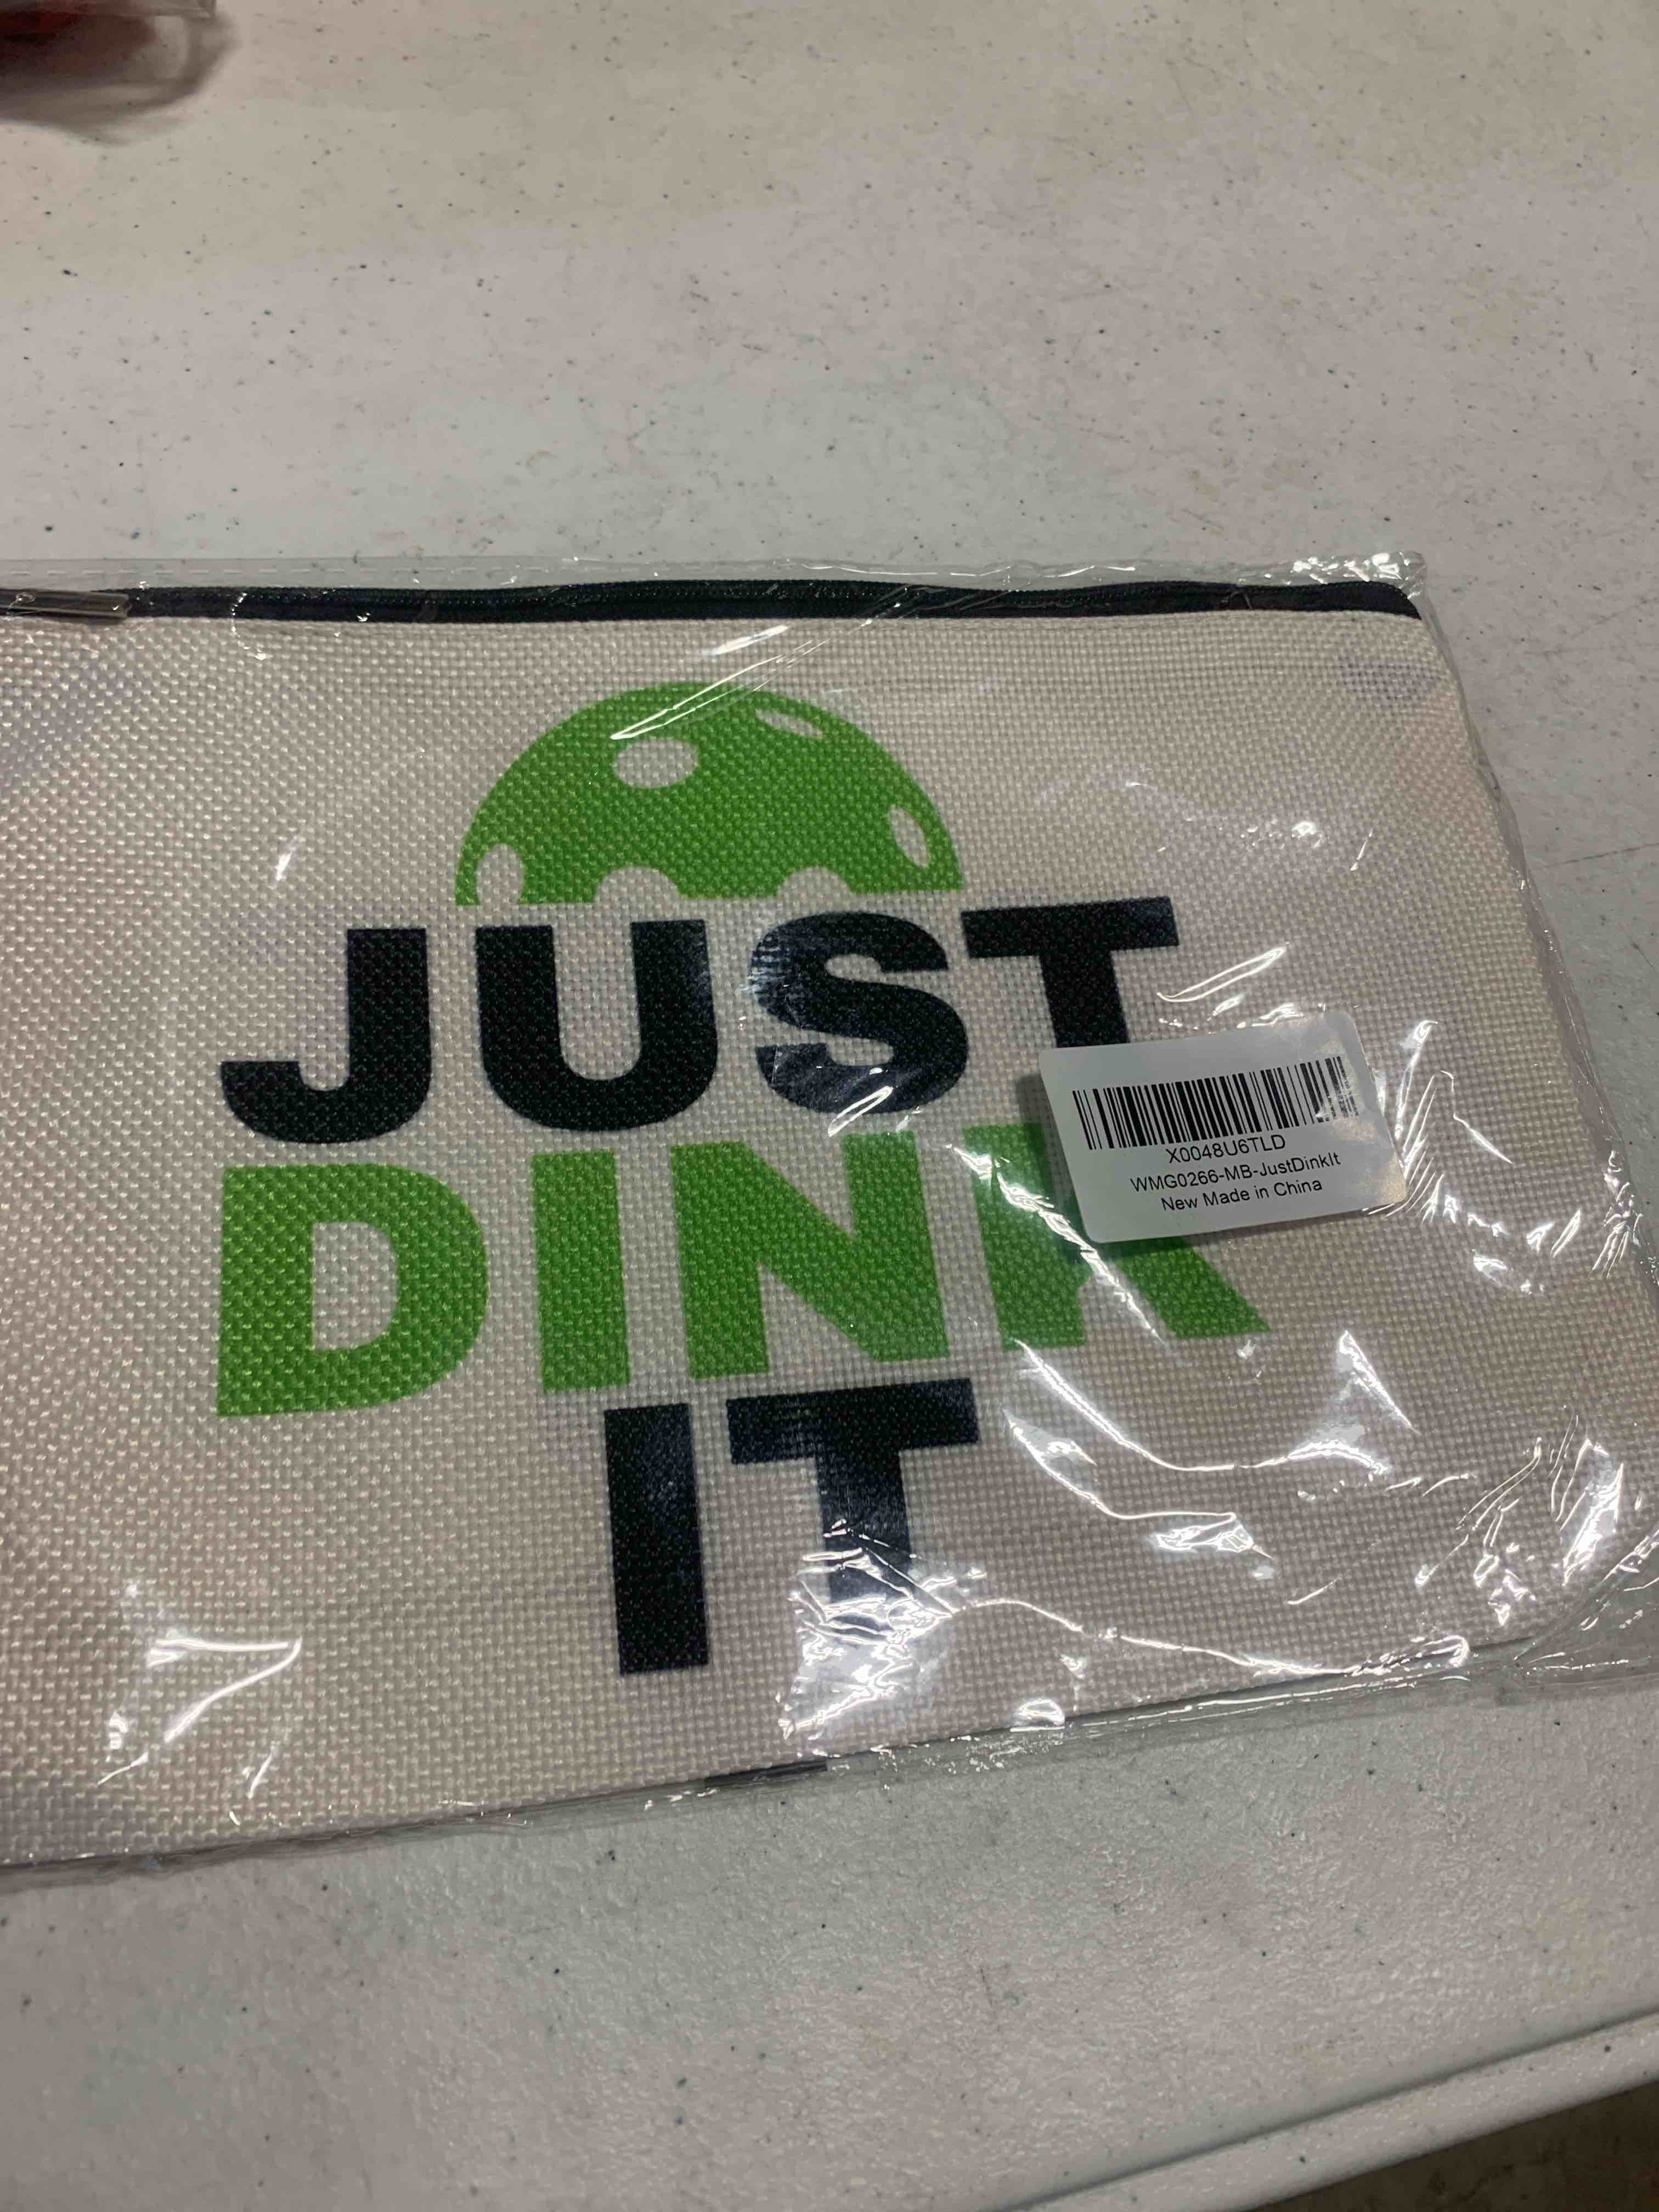 JUST
DINK
IT
X0048U6TLD
WMG0266-MB-JustDinkIt
New Made in China